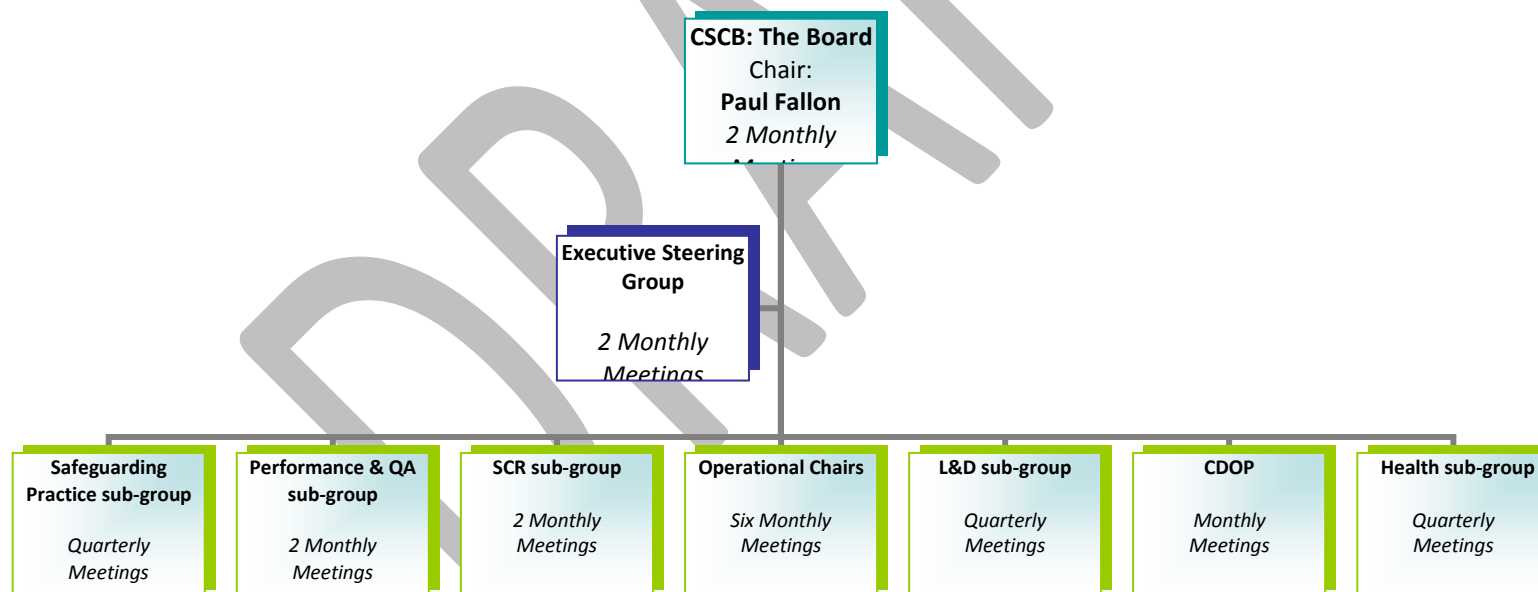 CSCB: The Board
Chair:
Paul Fallon
2 Monthly
Executive Steering
Group
2 Monthly
Meetings
Safeguarding
Practice sub-group
Quarterly
Meetings
Performance & QA
sub-group
2 Monthly
Meetings
SCR sub-group
2 Monthly
Meetings
Operational Chairs
Six Monthly
Meetings
L&D sub-group
Quarterly
Meetings
CDOP
Monthly
Meetings
Health sub-group
Quarterly
Meetings